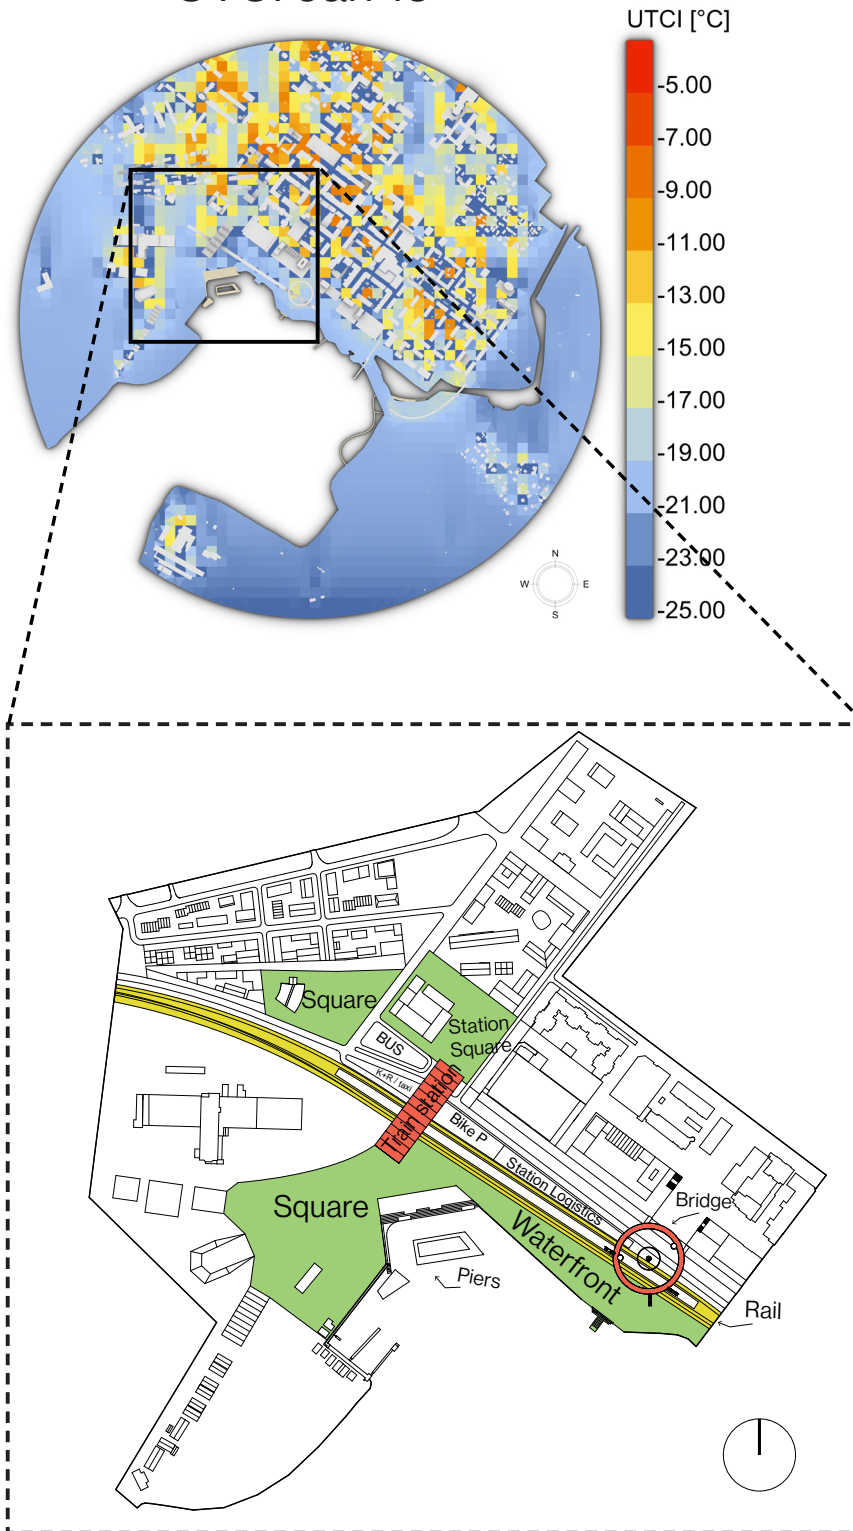 UTCI [°C]
-5.00
-7.00
-9.00
-11.00
-13.00
-15.00
-17.00
-19.00
-21.00
-23.00
-25.00
N
W
E
S
Square
Station
Square
BUS
K+R / taxi
Train station
Bike P
Station Logistics
Square
Waterfront
Bridge
Piers
Rail